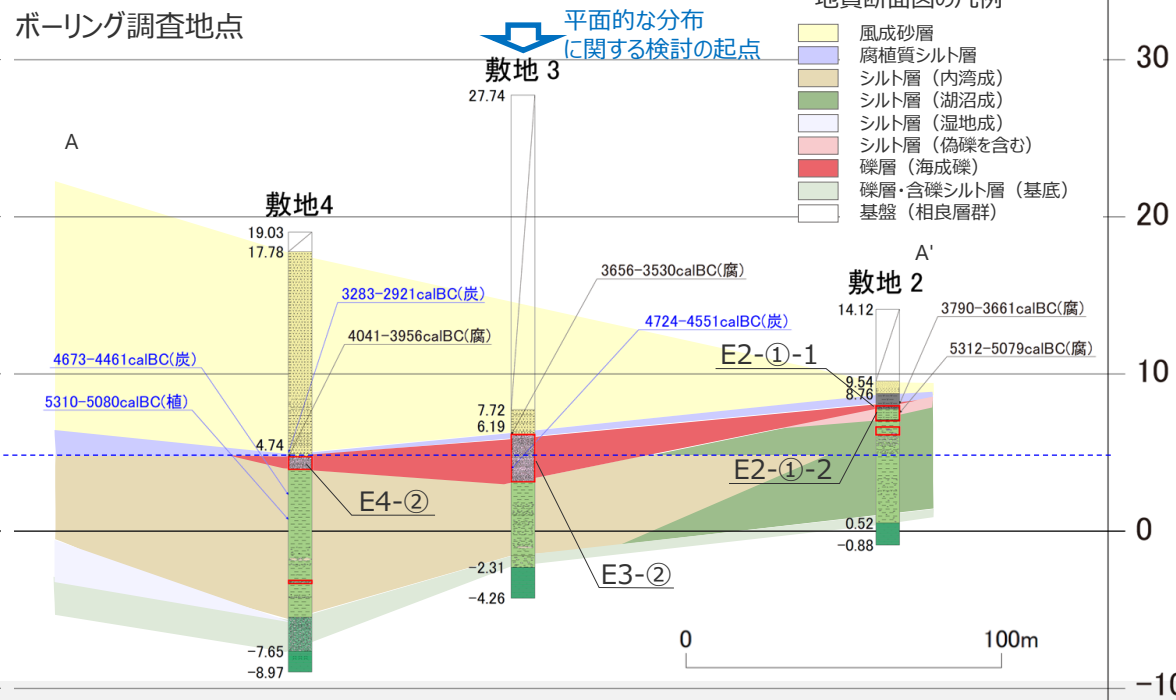 ボーリング調査地点
平面的な分布
に関する検討の起点
風成砂層
腐植質シルト層
シルト層（内湾成）
シルト層（湖沼成）
シルト層（湿地成）
シルト層（偽礫を含む）
礫層（海成礫）
礫層・含礫シルト層（基底）
基盤（相良層群）
30
20
10
0
A
A'
敷地4
19.03
17.78
4.74
-7.65
-8.97
3283-2921calBC(炭)
4041-3956calBC(腐)
4673-4461calBC(炭)
5310-5080calBC(植)
E4-②
敷地 3
27.74
7.72
6.19
-2.31
-4.26
3656-3530calBC(腐)
4724-4551calBC(炭)
E3-②
敷地 2
14.12
9.54
8.76
0.52
-0.88
3790-3661calBC(腐)
5312-5079calBC(腐)
E2-①-1
E2-①-2
0
100m